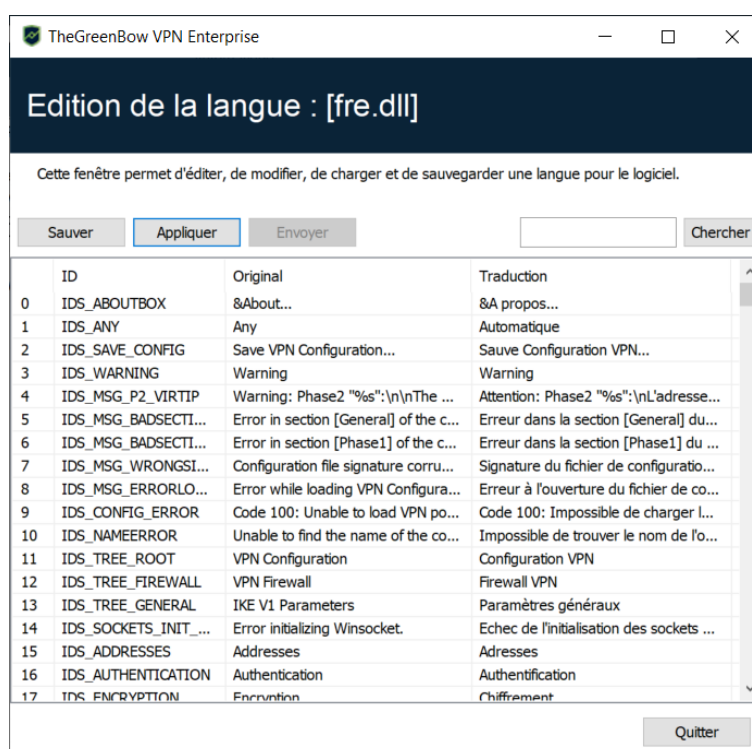 TheGreenBow VPN Enterprise
Edition de la langue : [fre.dll]
Cette fenêtre permet d'éditer, de modifier, de charger et de sauvegarder une langue pour le logiciel.
Sauver Appliquer Envoyer Chercher
ID Original Traduction
0 IDS_ABOUTBOX &About... &A propos...
1 IDS_ANY Any Automatique
2 IDS_SAVE_CONFIG Save VPN Configuration... Sauve Configuration VPN...
3 IDS_WARNING Warning Warning
4 IDS_MSG_P2_VIRTIP Warning: Phase2 "%s":\n\nThe ... Attention: Phase2 "%s":\nL'adresse...
5 IDS_MSG_BADSECTI... Error in section [General] of the c... Erreur dans la section [General] du...
6 IDS_MSG_BADSECTI... Error in section [Phase1] of the c... Erreur dans la section [Phase1] du ...
7 IDS_MSG_WRONGSI... Configuration file signature corru... Signature du fichier de configuratio...
8 IDS_MSG_ERRORLO... Error while loading VPN Configura... Erreur à l'ouverture du fichier de co...
9 IDS_CONFIG_ERROR Code 100: Unable to load VPN po... Code 100: Impossible de charger l...
10 IDS_NAMEERROR Unable to find the name of the co... Impossible de trouver le nom de l'o...
11 IDS_TREE_ROOT VPN Configuration Configuration VPN
12 IDS_TREE_FIREWALL VPN Firewall Firewall VPN
13 IDS_TREE_GENERAL IKE V1 Parameters Paramètres généraux
14 IDS_SOCKETS_INIT_... Error initializing Winsocket. Echec de l'initialisation des sockets ...
15 IDS_ADDRESSES Addresses Adresses
16 IDS_AUTHENTICATION Authentication Authentification
17 IDS_ENCRYPTION Encryption Chiffrement
Quitter